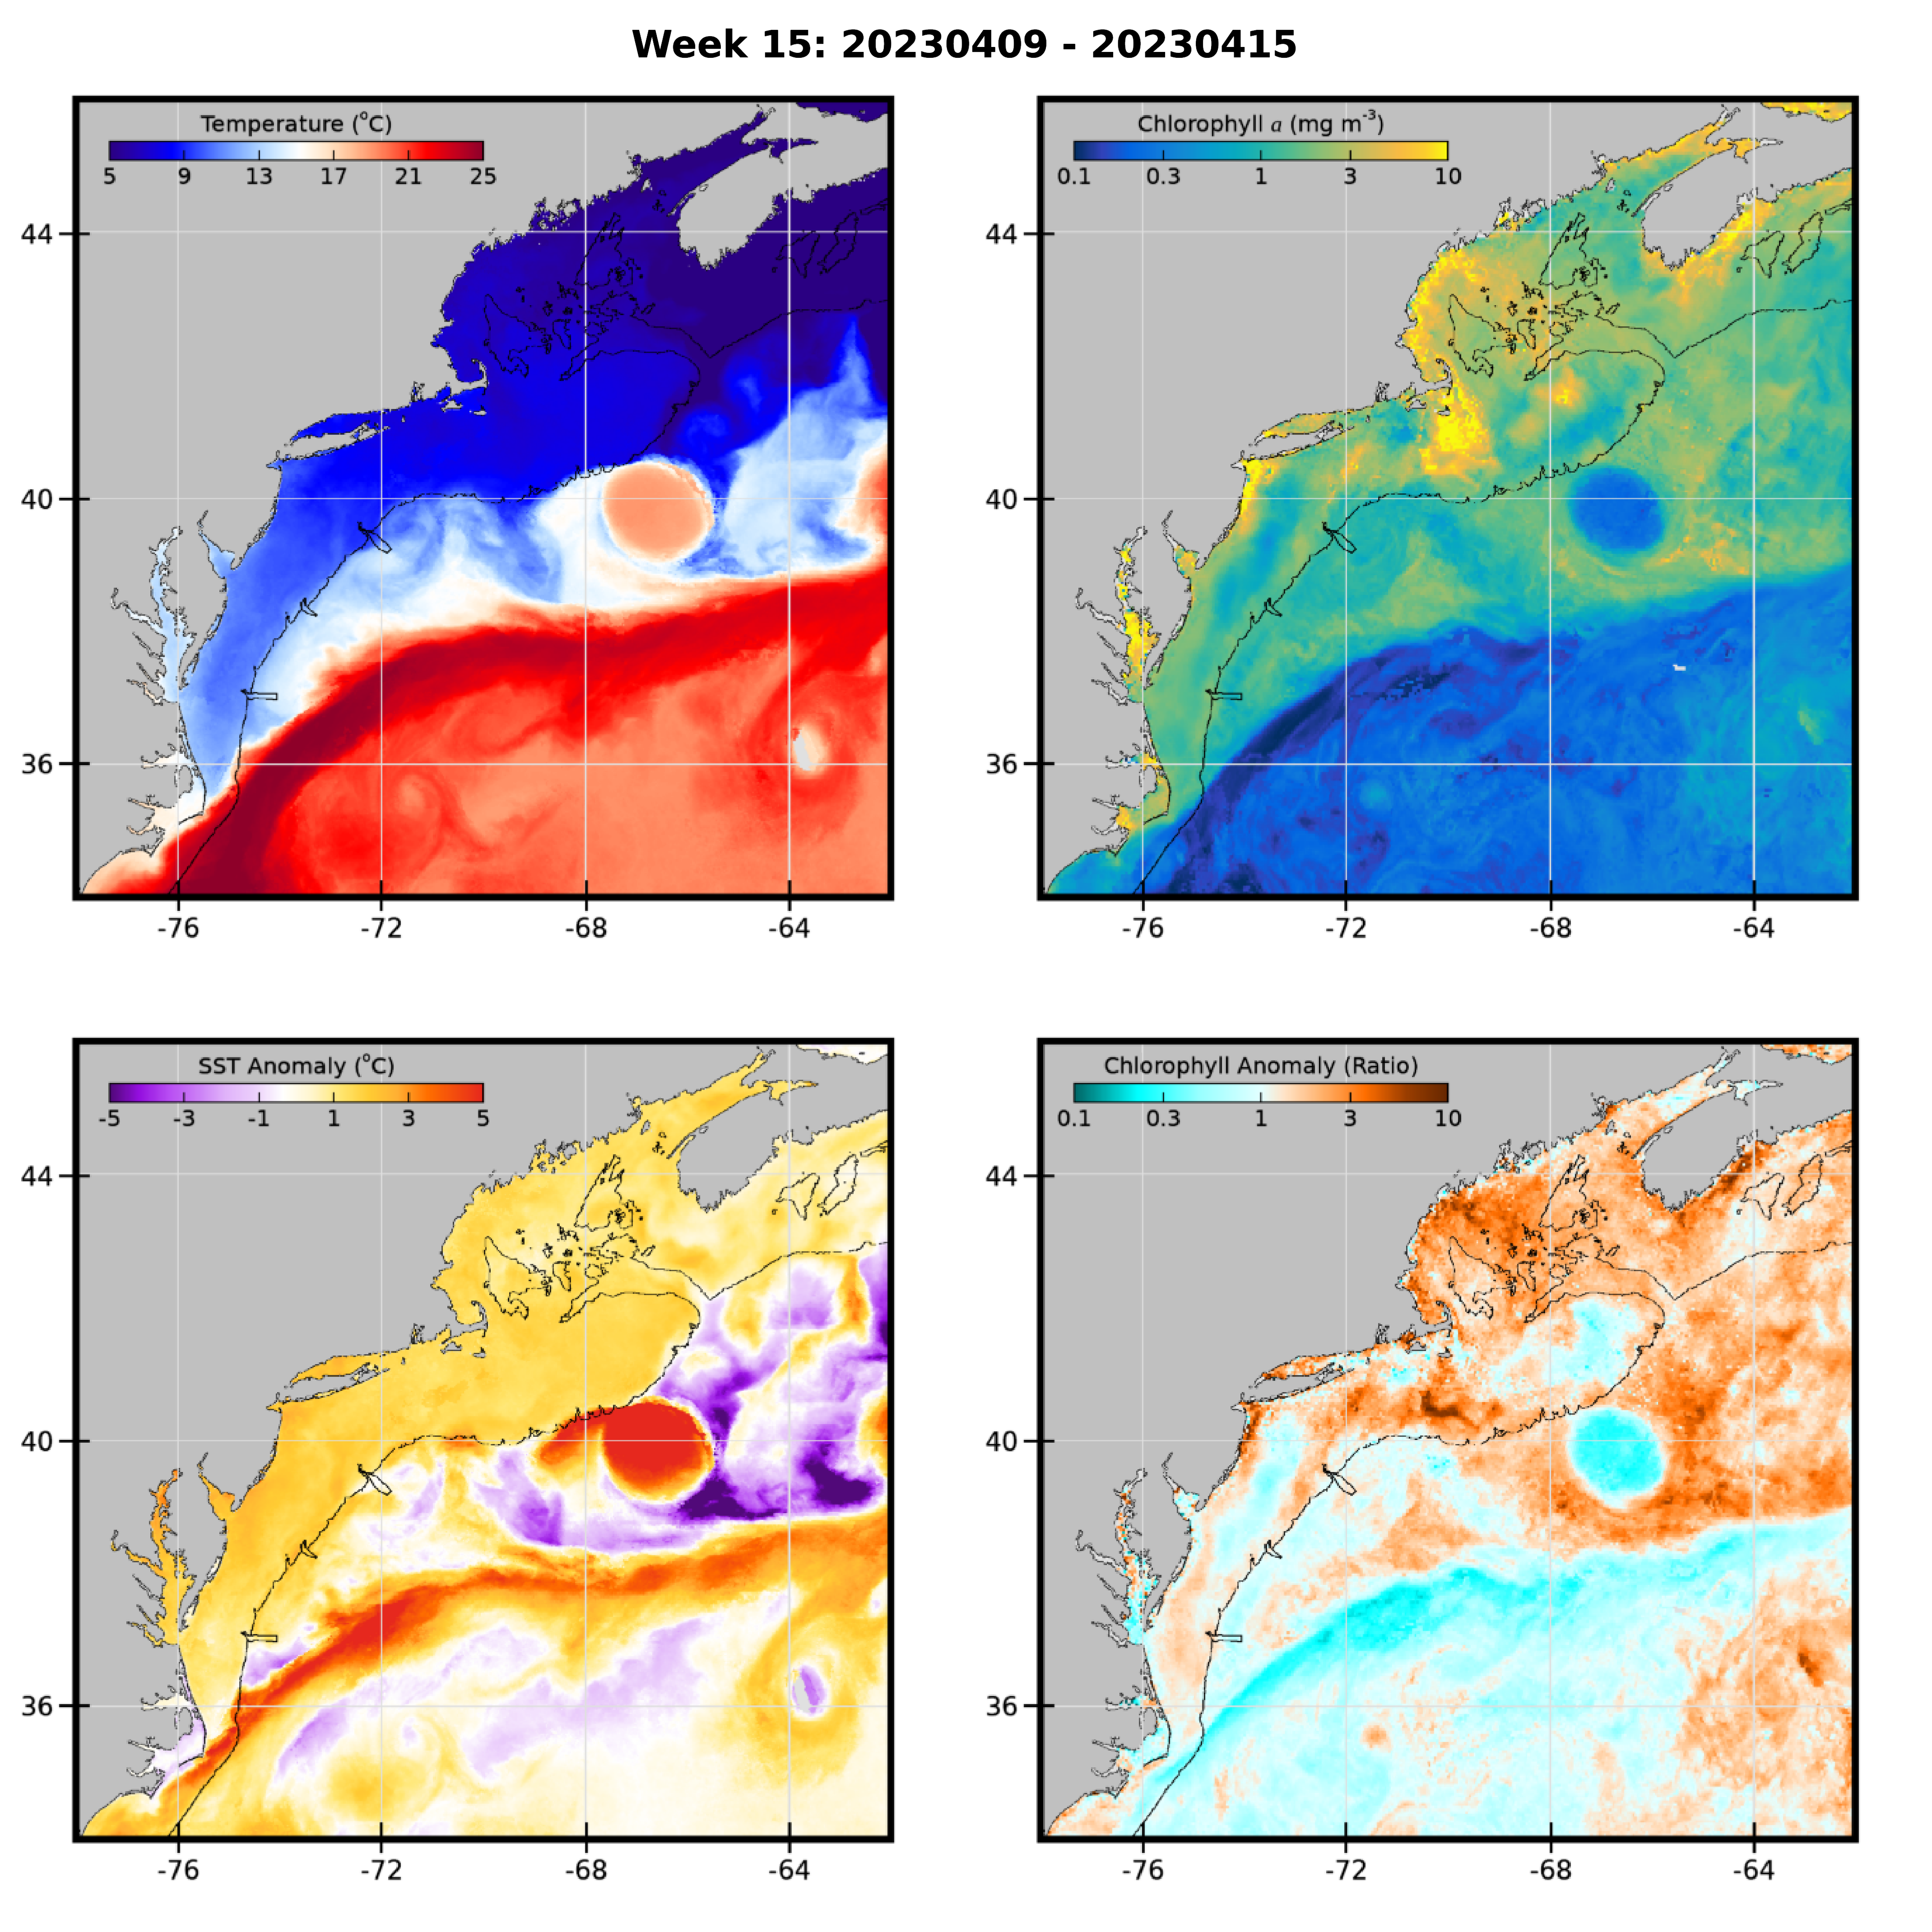 Week 15: 20230409 - 20230415
Temperature (°C)
5 9 13 17 21 25
44
40
36
-76 -72 -68 -64
Chlorophyll a (mg m⁻³)
0.1 0.3 1 3 10
44
40
36
-76 -72 -68 -64
SST Anomaly (°C)
-5 -3 -1 1 3 5
44
40
36
-76 -72 -68 -64
Chlorophyll Anomaly (Ratio)
0.1 0.3 1 3 10
44
40
36
-76 -72 -68 -64